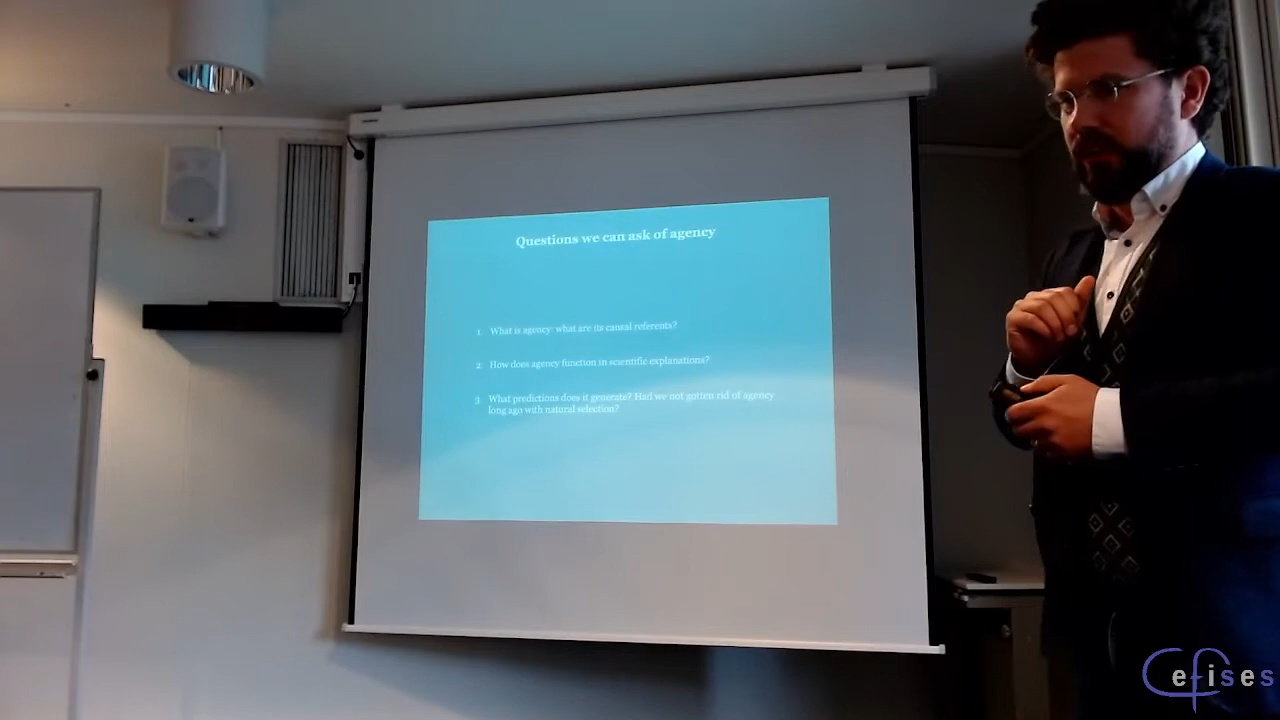 Questions we can ask of agency
1. What is agency: what are its causal referents?
2. How does agency function in scientific explanations?
3. What predictions does it generate? Had we not gotten rid of agency
long ago with natural selection?
Cefises